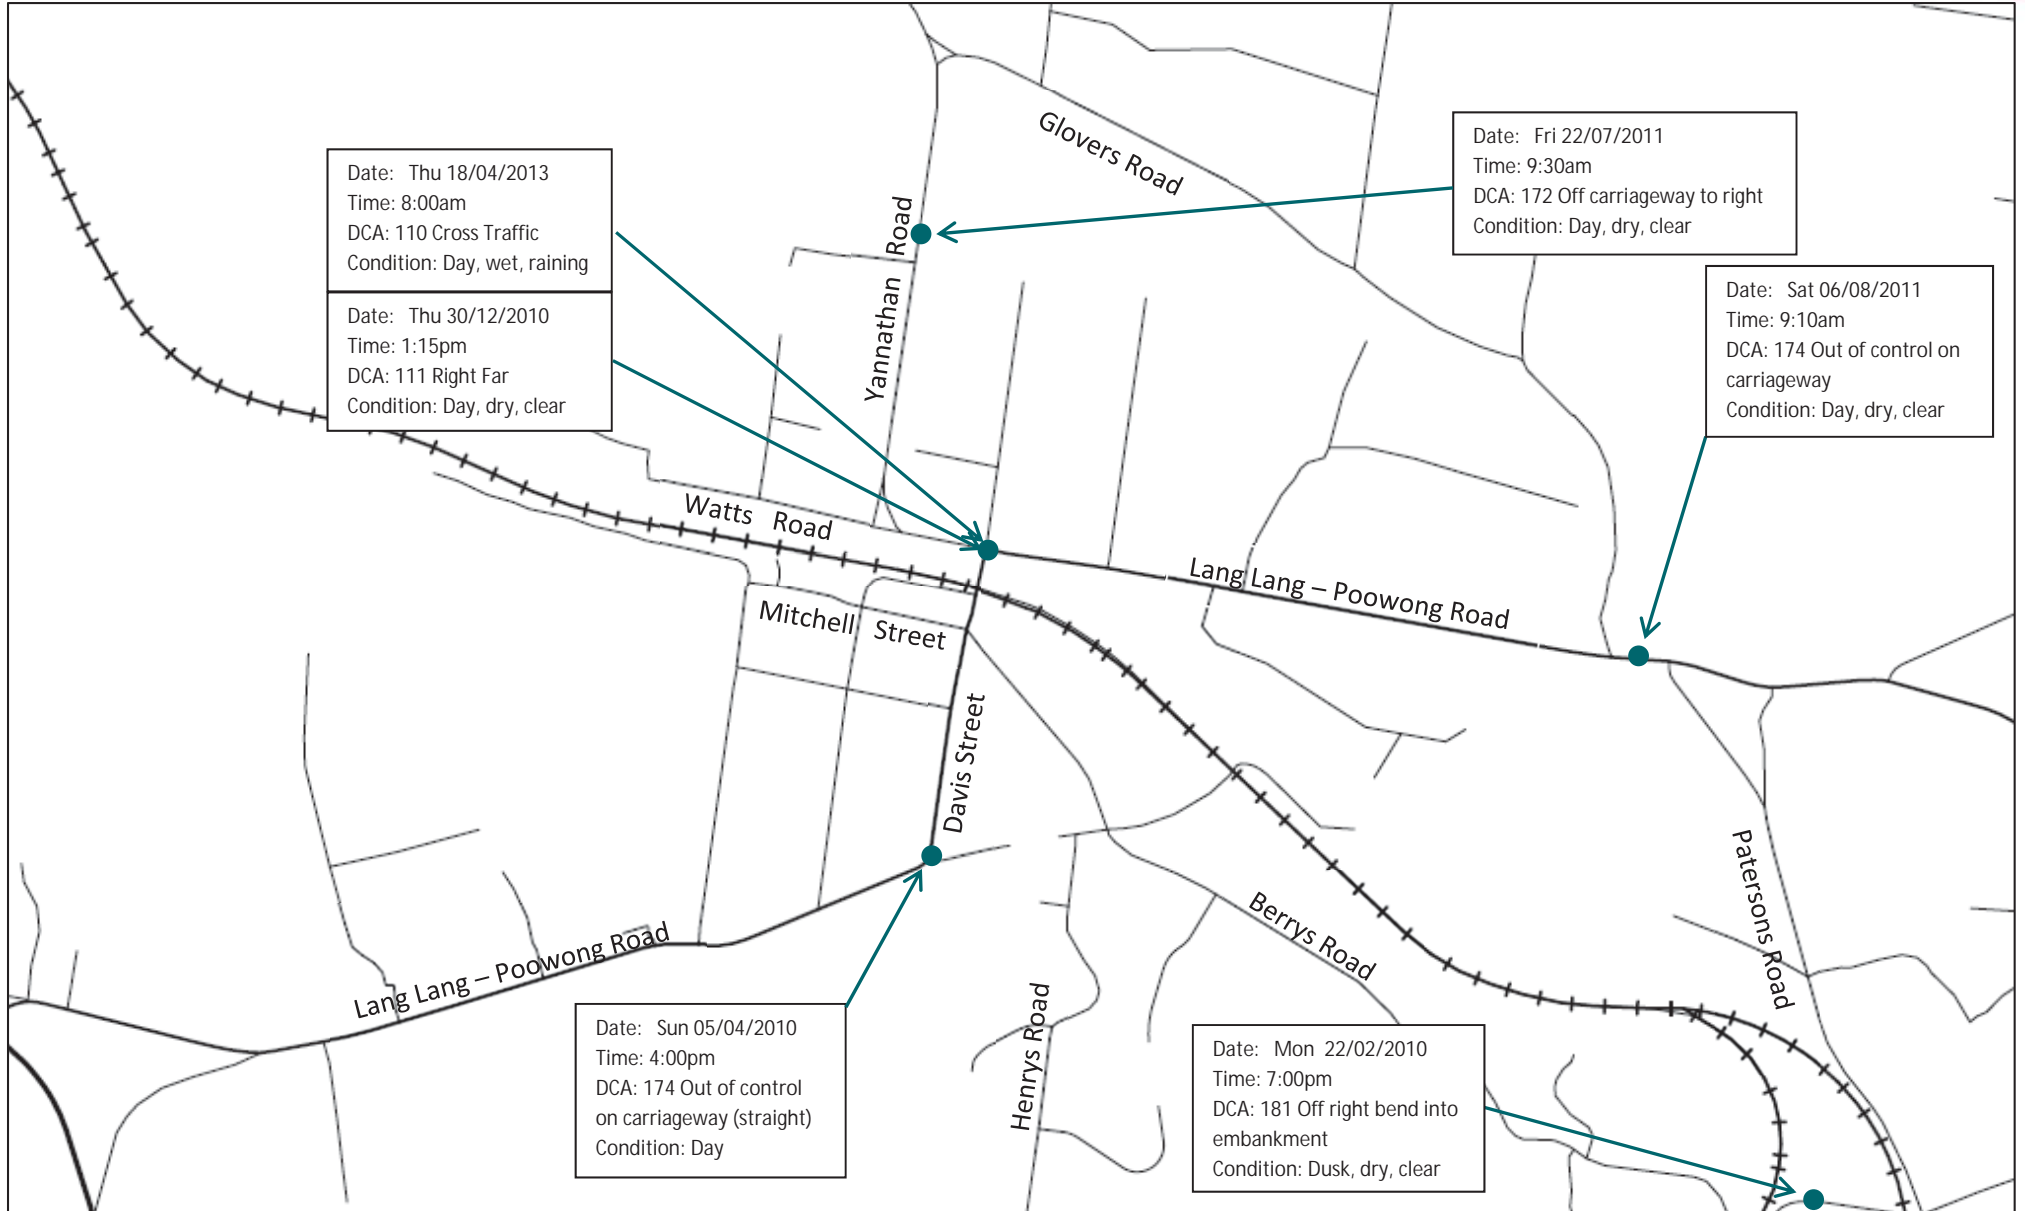 Date: Fri 22/07/2011
Time: 9:30am
DCA: 172 Off carriageway to right
Condition: Day, dry, clear
Glovers Road
Date: Thu 18/04/2013
Time: 8:00am
DCA: 110 Cross Traffic
Condition: Day, wet, raining
Date: Thu 30/12/2010
Time: 1:15pm
DCA: 111 Right Far
Condition: Day, dry, clear
Yannathan Road
Date: Sat 06/08/2011
Time: 9:10am
DCA: 174 Out of control on
carriageway
Condition: Day, dry, clear
Watts Road
Lang Lang – Poowong Road
Mitchell Street
Davis Street
Patersons Road
Berrys Road
Lang Lang – Poowong Road
Henrys Road
Date: Sun 05/04/2010
Time: 4:00pm
DCA: 174 Out of control
on carriageway (straight)
Condition: Day
Date: Mon 22/02/2010
Time: 7:00pm
DCA: 181 Off right bend into
embankment
Condition: Dusk, dry, clear